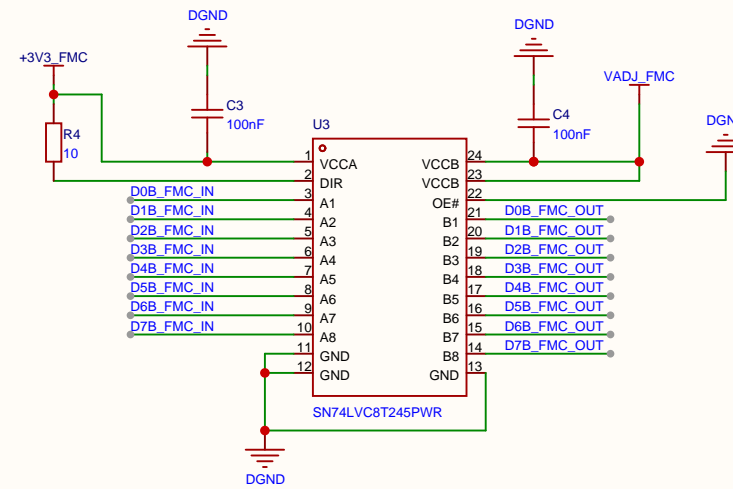 DGND
DGND
+3V3_FMC
VADJ_FMC
C3
100nF
C4
100nF
DGN
R4
10
U3
1 VCCA VCCB 24
2 DIR VCCB 23
D0B_FMC_IN 3 A1 OE# 22
D1B_FMC_IN 4 A2 B1 21 D0B_FMC_OUT
D2B_FMC_IN 5 A3 B2 20 D1B_FMC_OUT
D3B_FMC_IN 6 A4 B3 19 D2B_FMC_OUT
D4B_FMC_IN 7 A5 B4 18 D3B_FMC_OUT
D5B_FMC_IN 8 A6 B5 17 D4B_FMC_OUT
D6B_FMC_IN 9 A7 B6 16 D5B_FMC_OUT
D7B_FMC_IN 10 A8 B7 15 D6B_FMC_OUT
11 GND B8 14 D7B_FMC_OUT
12 GND GND 13
SN74LVC8T245PWR
DGND